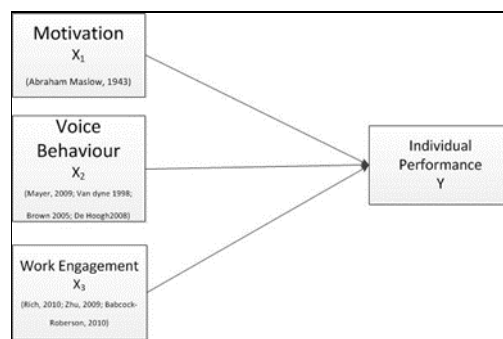 Motivation
X₁
(Abraham Maslow, 1943)
Voice
Behaviour
X₂
(Mayer, 2009; Van dyne 1998;
Brown 2005; De Hoogh2008)
Work Engagement
X₃
(Rich, 2010; Zhu, 2009; Babcock-
Roberson, 2010)
Individual
Performance
Y